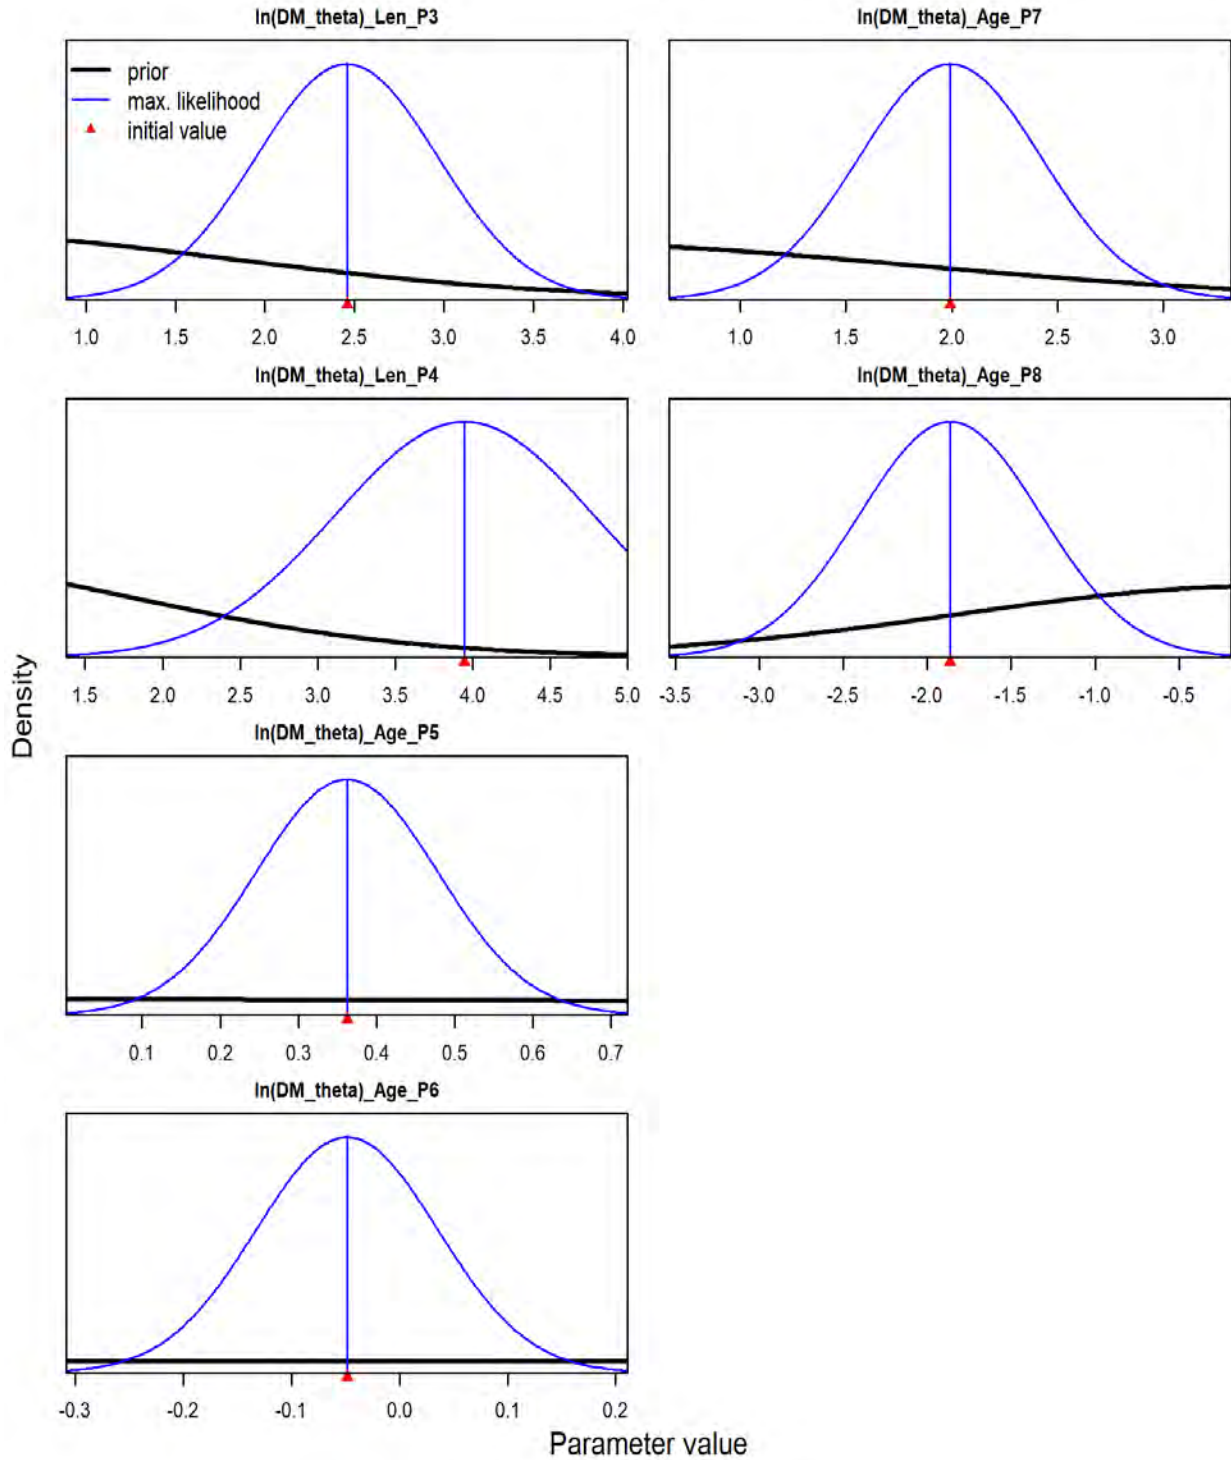 ln(DM_theta)_Len_P3
prior
max. likelihood
initial value
1.0 1.5 2.0 2.5 3.0 3.5 4.0
ln(DM_theta)_Age_P7
1.0 1.5 2.0 2.5 3.0
ln(DM_theta)_Len_P4
1.5 2.0 2.5 3.0 3.5 4.0 4.5 5.0
ln(DM_theta)_Age_P8
-3.5 -3.0 -2.5 -2.0 -1.5 -1.0 -0.5
Density
ln(DM_theta)_Age_P5
0.1 0.2 0.3 0.4 0.5 0.6 0.7
ln(DM_theta)_Age_P6
-0.3 -0.2 -0.1 0.0 0.1 0.2
Parameter value